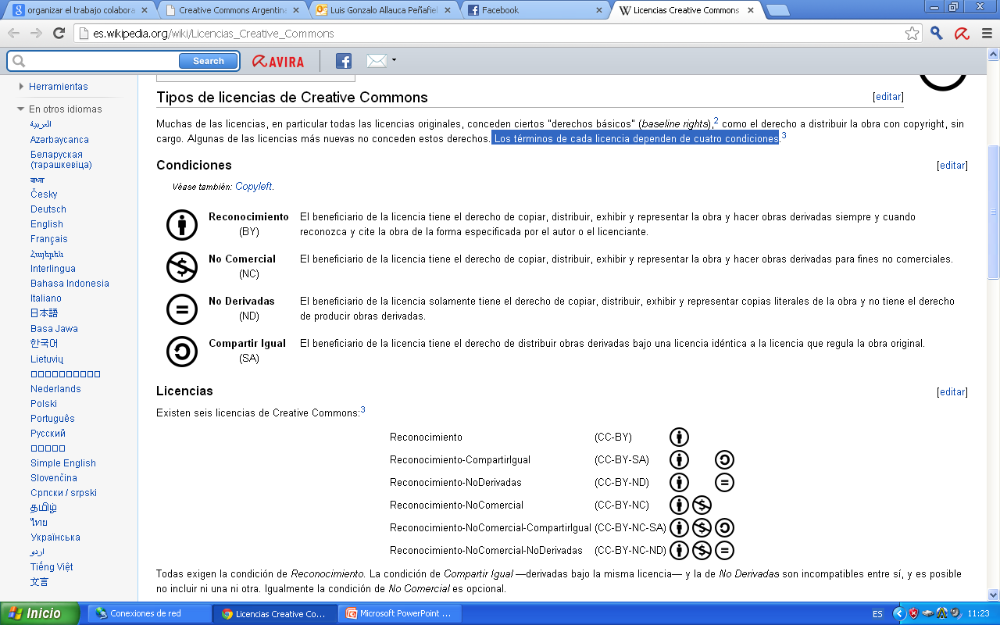 organizar el trabajo colabora
Creative Commons Argentina
Luis Gonzalo Allauca Peñafiel
Facebook
Licencias Creative Commons
es.wikipedia.org/wiki/Licencias_Creative_Commons
Search
AVIRA
Herramientas
En otros idiomas
العربية
Azərbaycanca
Беларуская
(тарашкевіца)
বাংলা
Česky
Deutsch
English
Français
Հայերեն
Interlingua
Bahasa Indonesia
Italiano
日本語
Basa Jawa
한국어
Lietuvių
Nederlands
Polski
Português
Русский
Simple English
Slovenčina
Српски / srpski
தமிழ்
ไทย
Українська
اردو
Tiếng Việt
文言
Tipos de licencias de Creative Commons
[editar]
Muchas de las licencias, en particular todas las licencias originales, conceden ciertos "derechos básicos" (baseline rights),2 como el derecho a distribuir la obra con copyright, sin
cargo. Algunas de las licencias más nuevas no conceden estos derechos. Los términos de cada licencia dependen de cuatro condiciones.3
Condiciones
[editar]
Véase también: Copyleft.
Reconocimiento
(BY)
El beneficiario de la licencia tiene el derecho de copiar, distribuir, exhibir y representar la obra y hacer obras derivadas siempre y cuando
reconozca y cite la obra de la forma especificada por el autor o el licenciante.
No Comercial
(NC)
El beneficiario de la licencia tiene el derecho de copiar, distribuir, exhibir y representar la obra y hacer obras derivadas para fines no comerciales.
No Derivadas
(ND)
El beneficiario de la licencia solamente tiene el derecho de copiar, distribuir, exhibir y representar copias literales de la obra y no tiene el derecho
de producir obras derivadas.
Compartir Igual
(SA)
El beneficiario de la licencia tiene el derecho de distribuir obras derivadas bajo una licencia idéntica a la licencia que regula la obra original.
Licencias
[editar]
Existen seis licencias de Creative Commons:3
Reconocimiento (CC-BY)
Reconocimiento-CompartirIgual (CC-BY-SA)
Reconocimiento-NoDerivadas (CC-BY-ND)
Reconocimiento-NoComercial (CC-BY-NC)
Reconocimiento-NoComercial-CompartirIgual (CC-BY-NC-SA)
Reconocimiento-NoComercial-NoDerivadas (CC-BY-NC-ND)
Todas exigen la condición de Reconocimiento. La condición de Compartir Igual —derivadas bajo la misma licencia— y la de No Derivadas son incompatibles entre sí, y es posible
no incluir ni una ni otra. Igualmente la condición de No Comercial es opcional.
Inicio
Conexiones de red
Licencias Creative Co...
Microsoft PowerPoint ...
ES
11:23